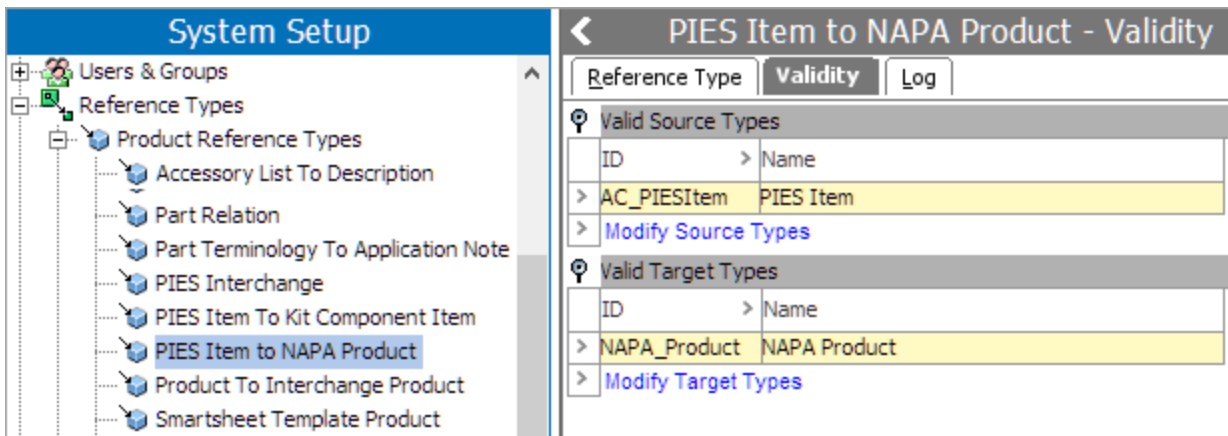 System Setup
Users & Groups
Reference Types
Product Reference Types
Accessory List To Description
Part Relation
Part Terminology To Application Note
PIES Interchange
PIES Item To Kit Component Item
PIES Item to NAPA Product
Product To Interchange Product
Smartsheet Template Product
PIES Item to NAPA Product - Validity
Reference Type Validity Log
Valid Source Types
ID > Name
> AC_PIESItem PIES Item
> Modify Source Types
Valid Target Types
ID > Name
> NAPA_Product NAPA Product
> Modify Target Types